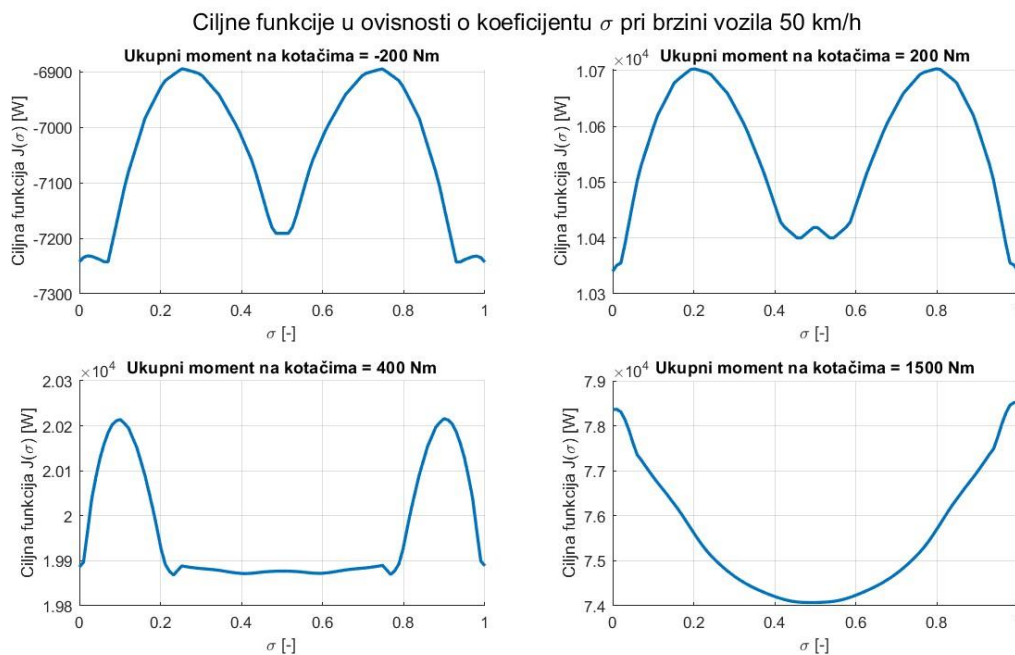 Ciljne funkcije u ovisnosti o koeficijentu σ pri brzini vozila 50 km/h
Ukupni moment na kotačima = -200 Nm
Ciljna funkcija J(σ) [W]
-6900
-7000
-7100
-7200
-7300
0 0.2 0.4 0.6 0.8 1
σ [-]
×10⁴ Ukupni moment na kotačima = 200 Nm
Ciljna funkcija J(σ) [W]
1.07
1.06
1.05
1.04
1.03
0 0.2 0.4 0.6 0.8
σ [-]
×10⁴ Ukupni moment na kotačima = 400 Nm
Ciljna funkcija J(σ) [W]
2.03
2.02
2.01
2
1.99
1.98
0 0.2 0.4 0.6 0.8 1
σ [-]
×10⁴ Ukupni moment na kotačima = 1500 Nm
Ciljna funkcija J(σ) [W]
7.9
7.8
7.7
7.6
7.5
7.4
0 0.2 0.4 0.6 0.8
σ [-]